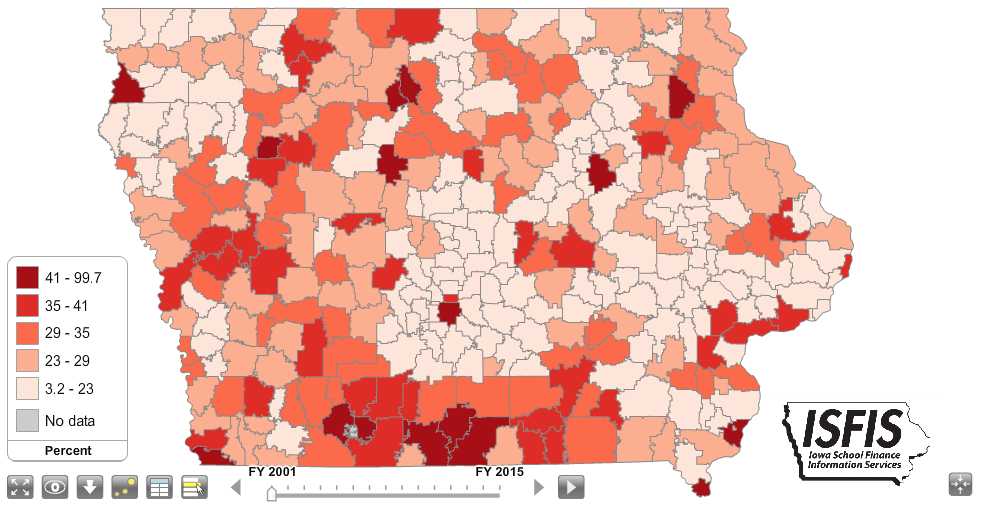 41 - 99.7
35 - 41
29 - 35
23 - 29
3.2 - 23
No data
Percent
FY 2001
FY 2015
ISFIS
Iowa School Finance
Information Services